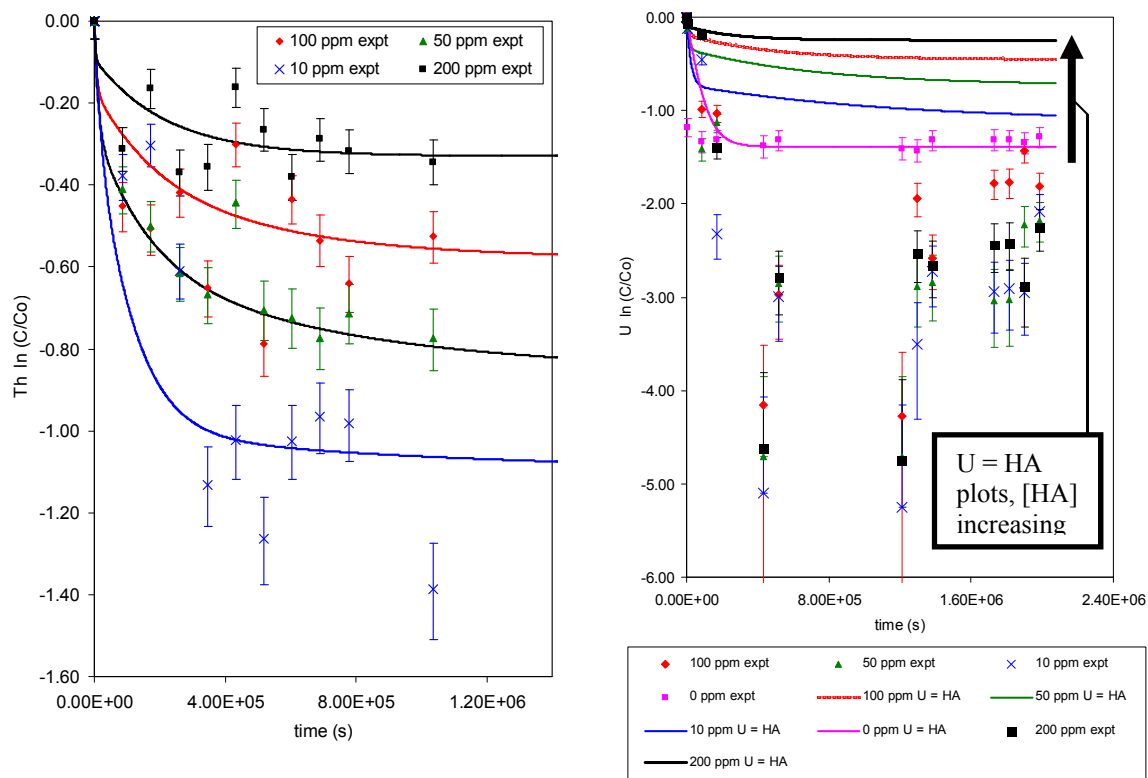 Th ln (C/Co)
0.00
-0.20
-0.40
-0.60
-0.80
-1.00
-1.20
-1.40
-1.60
100 ppm expt 50 ppm expt
10 ppm expt 200 ppm expt
0.00E+00 4.00E+05 8.00E+05 1.20E+06
time (s)
U ln (C/Co)
0.00
-1.00
-2.00
-3.00
-4.00
-5.00
-6.00
U = HA
plots, [HA]
increasing
0.00E+00 8.00E+05 1.60E+06 2.40E+06
time (s)
100 ppm expt 50 ppm expt 10 ppm expt
0 ppm expt 100 ppm U = HA 50 ppm U = HA
10 ppm U = HA 0 ppm U = HA 200 ppm expt
200 ppm U = HA